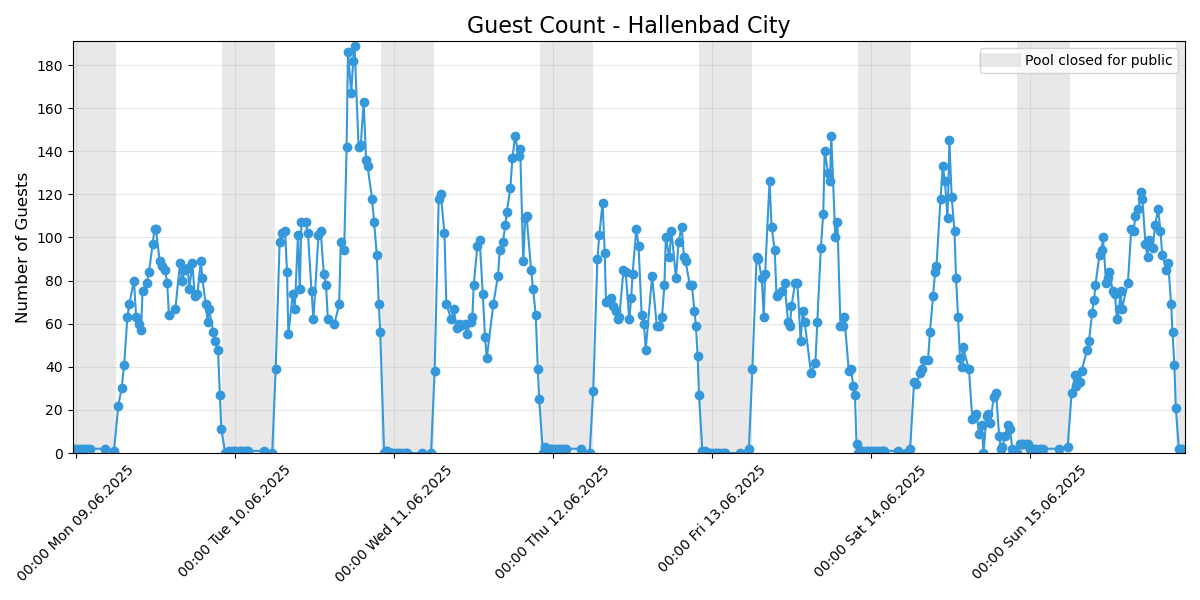 Guest Count - Hallenbad City
Pool closed for public
Number of Guests
180
160
140
120
100
80
60
40
20
0
00:00 Mon 09.06.2025
00:00 Tue 10.06.2025
00:00 Wed 11.06.2025
00:00 Thu 12.06.2025
00:00 Fri 13.06.2025
00:00 Sat 14.06.2025
00:00 Sun 15.06.2025